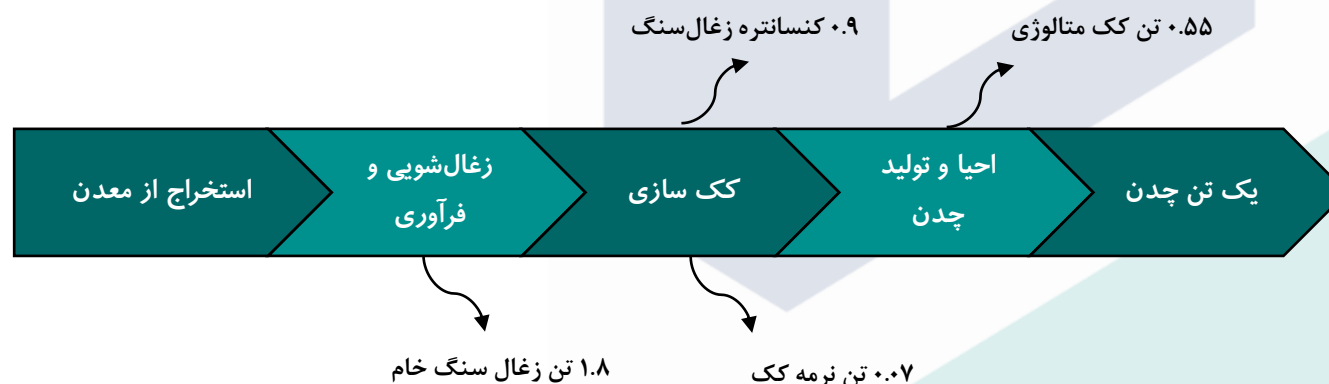 ۰.۹ کنسانتره زغال‌سنگ
۰.۵۵ تن کک متالوژی
استخراج از معدن
زغال‌شویی و
فرآوری
کک سازی
احیا و تولید
چدن
یک تن چدن
۱.۸ تن زغال سنگ خام
۰.۰۷ تن نرمه کک